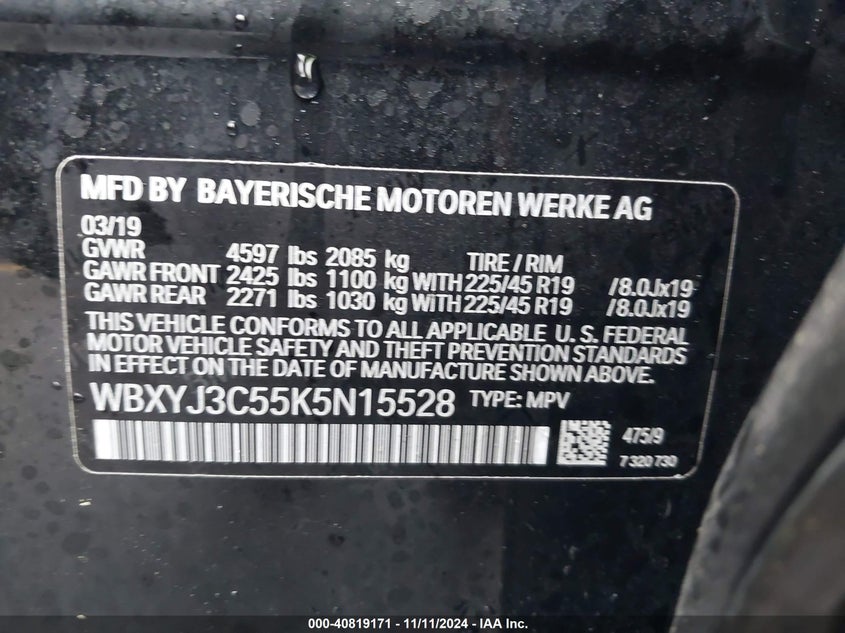 MFD BY BAYERISCHE MOTOREN WERKE AG
03/19
GVWR 4597 lbs 2085 kg TIRE / RIM
GAWR FRONT 2425 lbs 1100 kg WITH 225/45 R19 /8.0Jx19
GAWR REAR 2271 lbs 1030 kg WiTH 225/45 R19 /8.0Jx19
THIS VEHICLE CONFORMS TO ALL APPLICABLE U. S. FEDERAL
MOTOR VEHICLE SAFETY AND THEFT PREVENTION STANDARDS
IN EFFECT ON THE DATE OF MANUFACTURE SHOWN ABOVE.
WBXYJ3C55K5N15528 TYPE: MPV
475/9
7 320 730
000-40819171 - 11/11/2024 - IAA Inc.